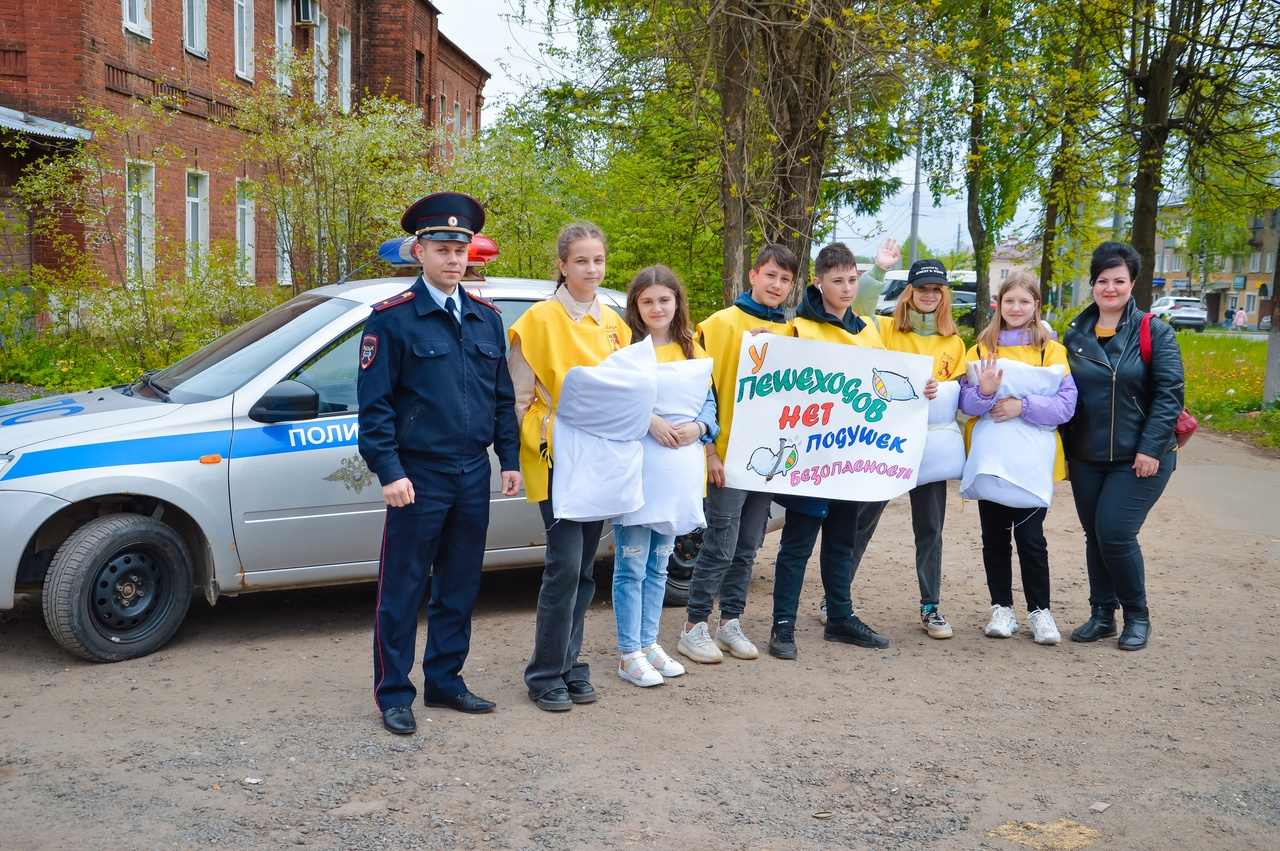 ПОЛИ
У
ПЕШЕХОДОВ
НЕТ
ПОДУШЕК
БЕЗОПАСНОСТИ